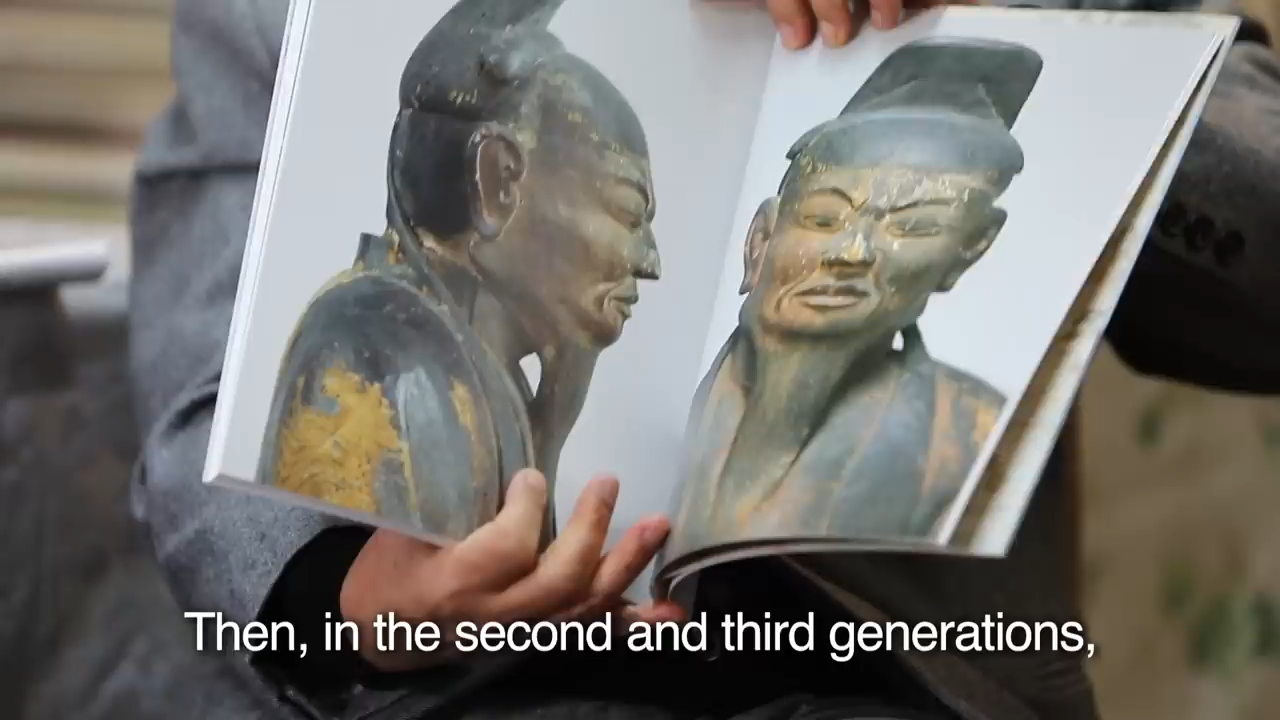 Then, in the second and third generations,